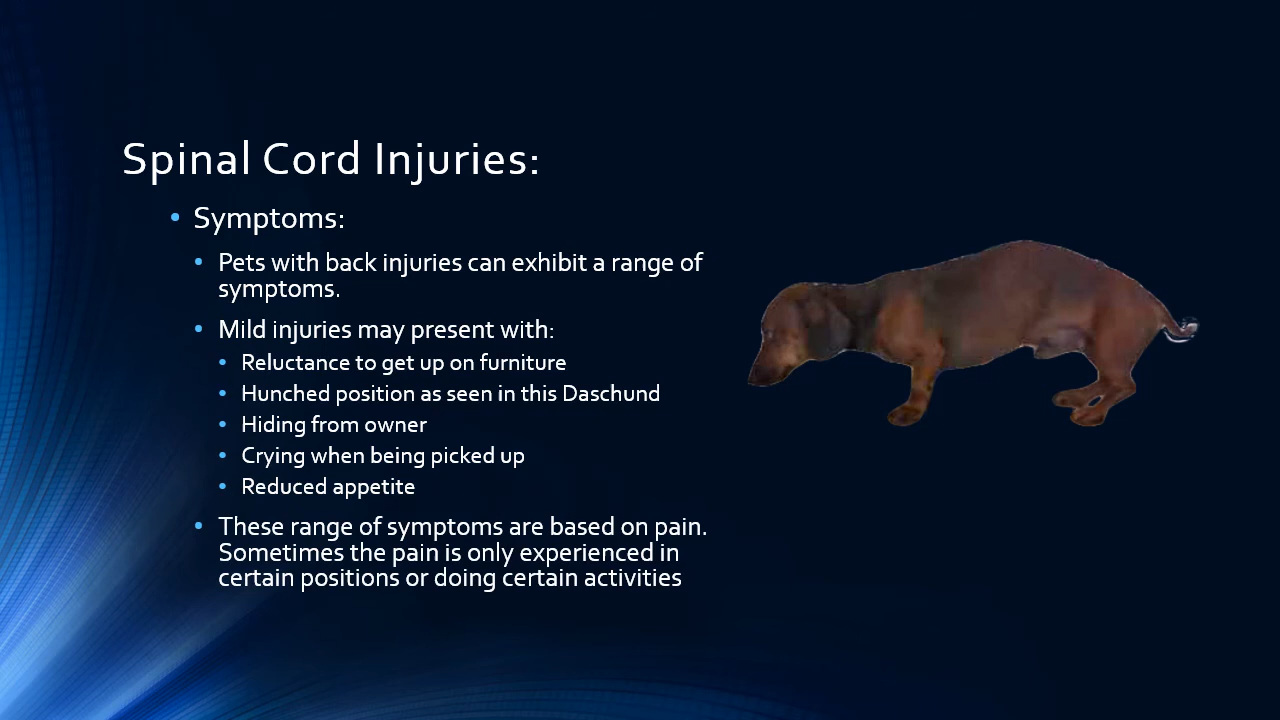 Spinal Cord Injuries:
• Symptoms:
• Pets with back injuries can exhibit a range of
symptoms.
• Mild injuries may present with:
• Reluctance to get up on furniture
• Hunched position as seen in this Daschund
• Hiding from owner
• Crying when being picked up
• Reduced appetite
• These range of symptoms are based on pain.
Sometimes the pain is only experienced in
certain positions or doing certain activities